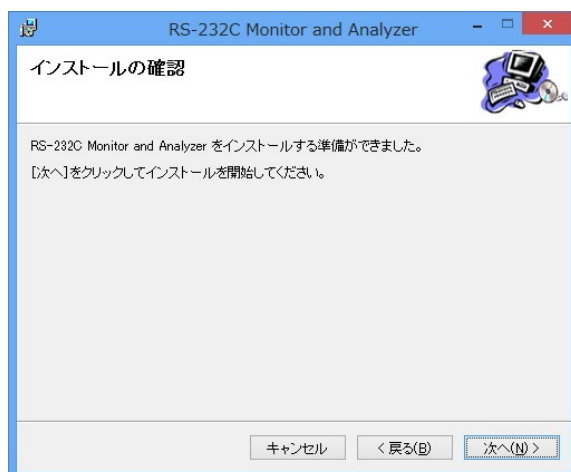 RS-232C Monitor and Analyzer
インストールの確認
RS-232C Monitor and Analyzer をインストールする準備ができました。
[次へ]をクリックしてインストールを開始してください。
キャンセル
< 戻る(B)
次へ(N) >